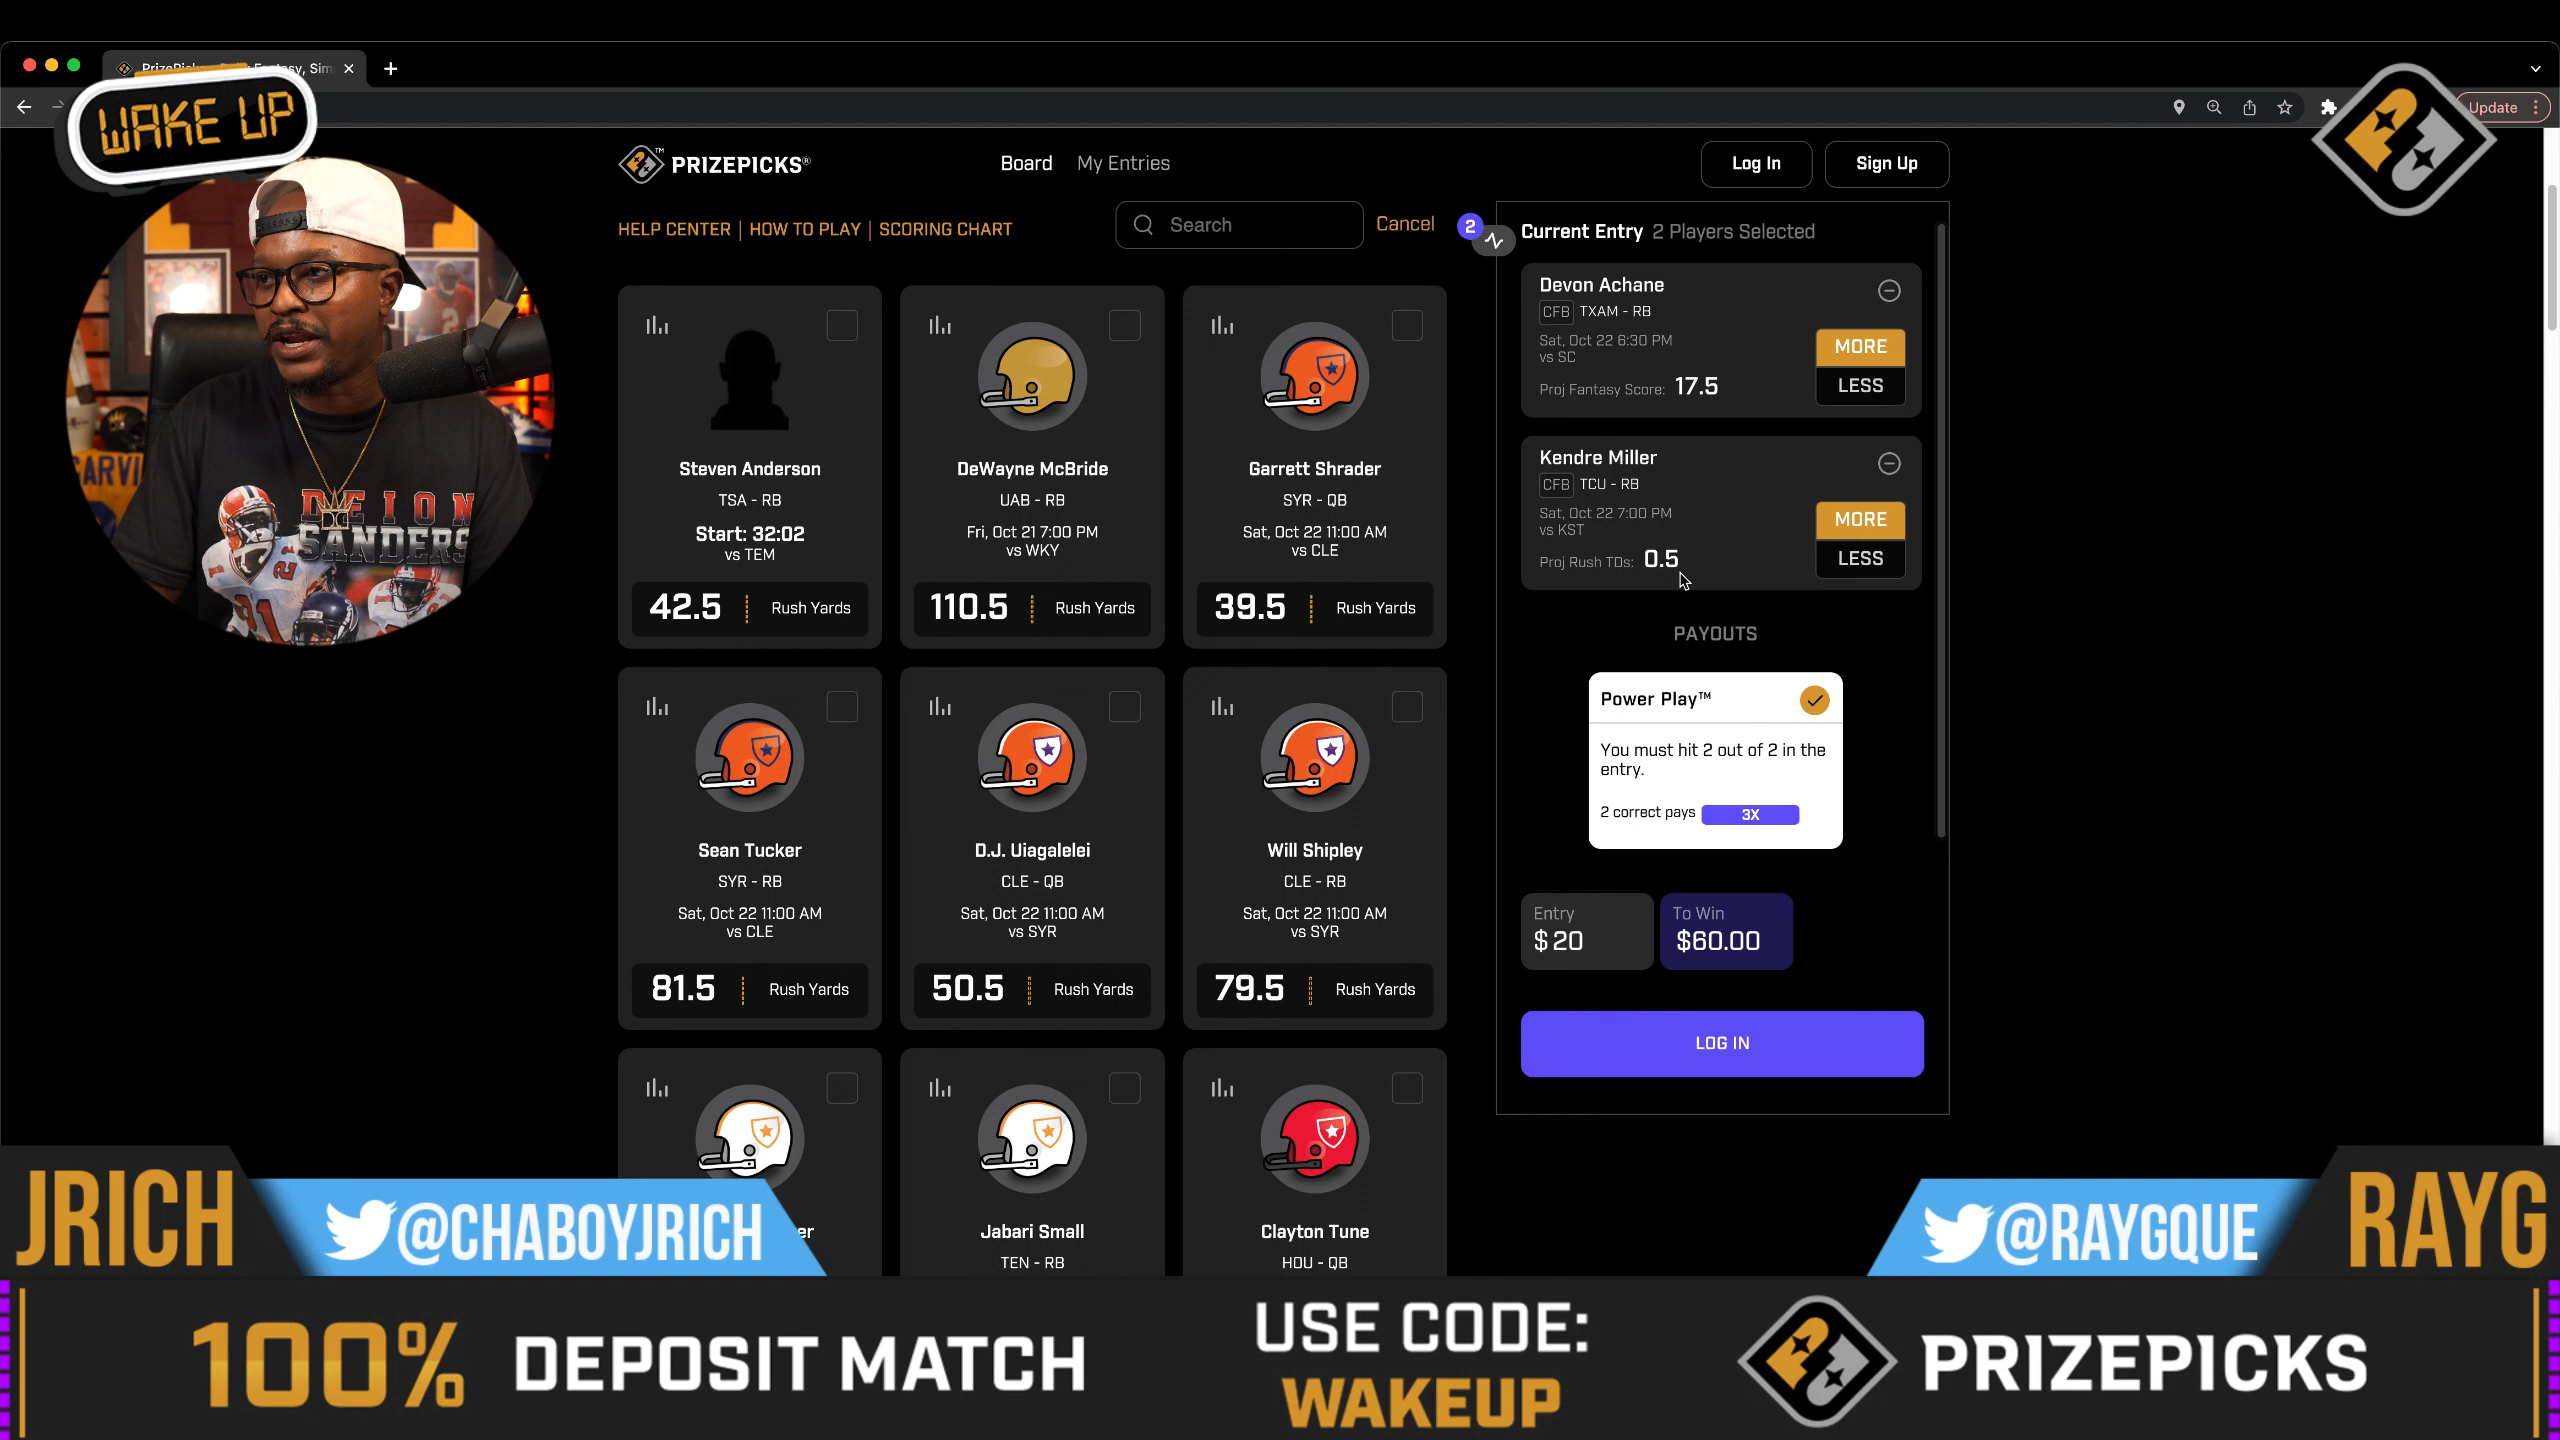 PrizePicks
WAKE UP
Update
PRIZEPICKS®
Board
My Entries
Log In
Sign Up
HELP CENTER | HOW TO PLAY | SCORING CHART
Search
Cancel
2
Current Entry 2 Players Selected
Devon Achane
CFB TXAM - RB
Sat, Oct 22 6:30 PM
vs SC
Proj Fantasy Score: 17.5
MORE
LESS
Kendre Miller
CFB TCU - RB
Sat, Oct 22 7:00 PM
vs KST
Proj Rush TDs: 0.5
MORE
LESS
PAYOUTS
Power Play™
You must hit 2 out of 2 in the
entry.
2 correct pays 3X
Entry
$ 20
To Win
$60.00
LOG IN
Steven Anderson
TSA - RB
Start: 32:02
vs TEM
42.5 Rush Yards
DeWayne McBride
UAB - RB
Fri, Oct 21 7:00 PM
vs WKY
110.5 Rush Yards
Garrett Shrader
SYR - QB
Sat, Oct 22 11:00 AM
vs CLE
39.5 Rush Yards
Sean Tucker
SYR - RB
Sat, Oct 22 11:00 AM
vs CLE
81.5 Rush Yards
D.J. Uiagalelei
CLE - QB
Sat, Oct 22 11:00 AM
vs SYR
50.5 Rush Yards
Will Shipley
CLE - RB
Sat, Oct 22 11:00 AM
vs SYR
79.5 Rush Yards
er
Jabari Small
TEN - RB
Clayton Tune
HOU - QB
DEION
SANDERS
JRICH
@CHABOYJRICH
@RAYGQUE
RAYG
100% DEPOSIT MATCH
USE CODE:
WAKEUP
PRIZEPICKS